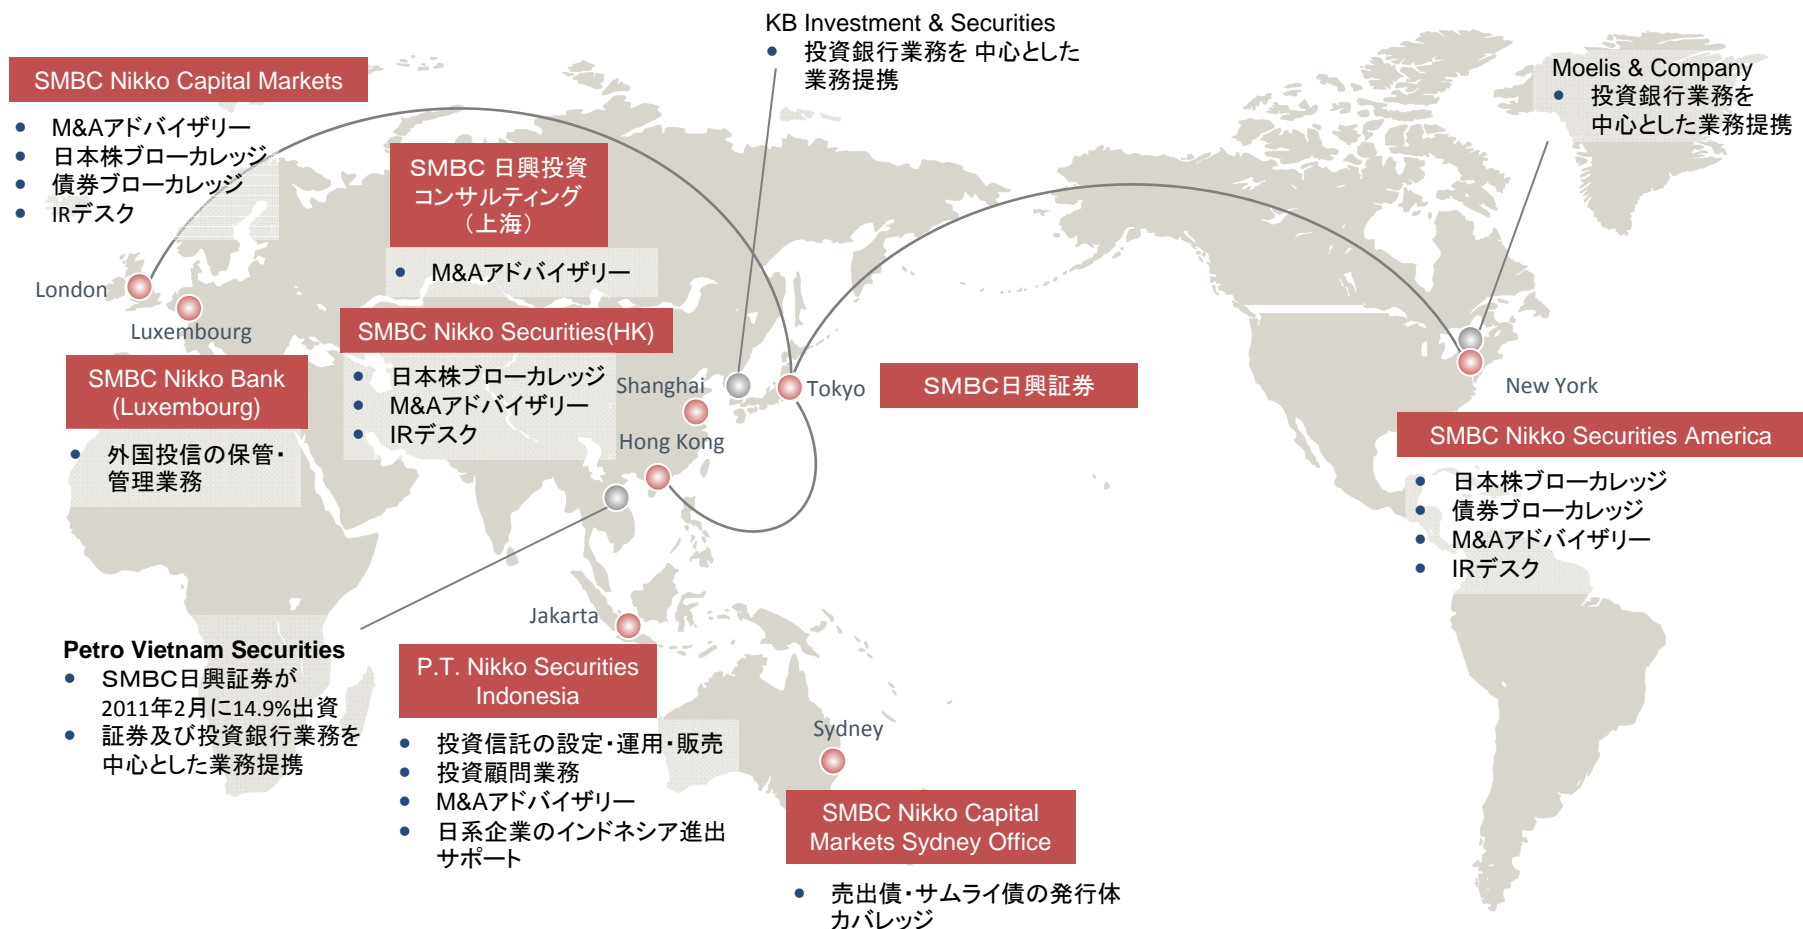 KB Investment & Securities
● 投資銀行業務を 中心とした
業務提携
Moelis & Company
● 投資銀行業務を
中心とした業務提携
SMBC Nikko Capital Markets
● M&Aアドバイザリー
● 日本株ブローカレッジ
● 債券ブローカレッジ
● IRデスク
SMBC 日興投資
コンサルティング
（上海）
● M&Aアドバイザリー
London
Luxembourg
SMBC Nikko Bank
(Luxembourg)
● 外国投信の保管・
管理業務
SMBC Nikko Securities(HK)
● 日本株ブローカレッジ
● M&Aアドバイザリー
● IRデスク
Shanghai
Hong Kong
Tokyo
SMBC日興証券
New York
SMBC Nikko Securities America
● 日本株ブローカレッジ
● 債券ブローカレッジ
● M&Aアドバイザリー
● IRデスク
Petro Vietnam Securities
● SMBC日興証券が
2011年2月に14.9%出資
● 証券及び投資銀行業務を
中心とした業務提携
Jakarta
P.T. Nikko Securities
Indonesia
● 投資信託の設定・運用・販売
● 投資顧問業務
● M&Aアドバイザリー
● 日系企業のインドネシア進出
サポート
Sydney
SMBC Nikko Capital
Markets Sydney Office
● 売出債・サムライ債の発行体
カバレッジ